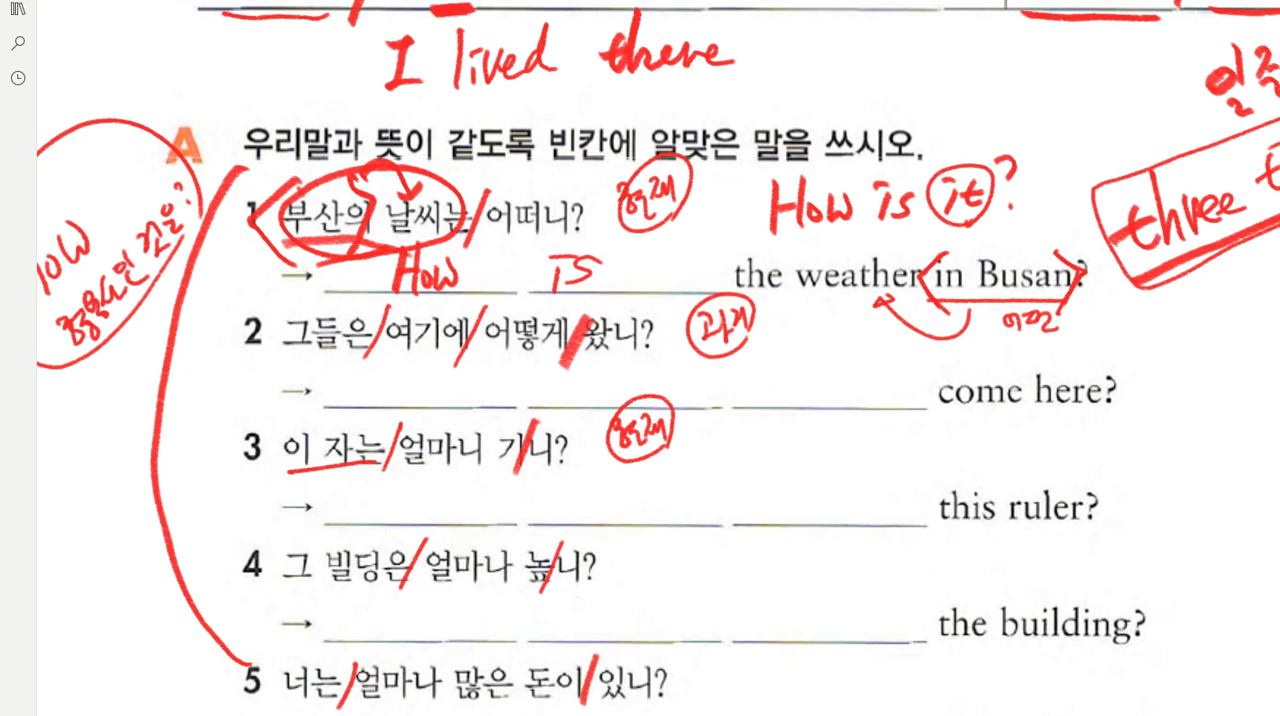 I lived there
A 우리말과 뜻이 같도록 빈칸에 알맞은 말을 쓰시오.
1 부산의 날씨는 어떠니? 현재 How is it?
three
→ How is the weather in Busan?
2 그들은 여기에 어떻게 왔니? 과거
→ come here?
3 이 자는 얼마니 기니? 현재
→ this ruler?
4 그 빌딩은 얼마나 높니?
→ the building?
5 너는 얼마나 많은 돈이 있니?